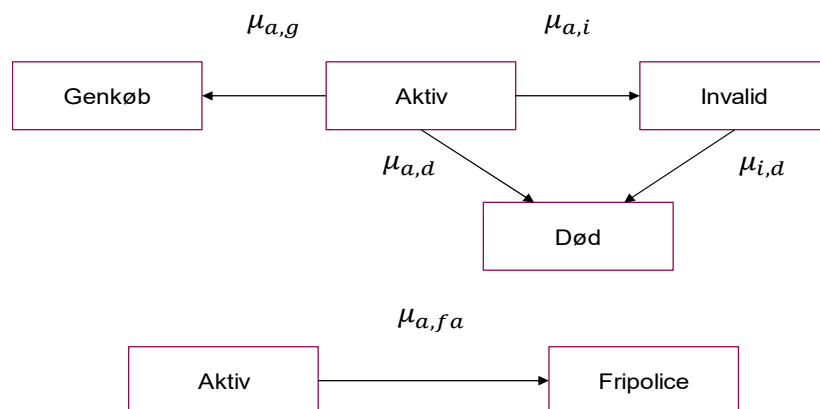 μ_{a,g} μ_{a,i}
Genkøb Aktiv Invalid
μ_{a,d} μ_{i,d}
Død
μ_{a,fa}
Aktiv Fripolice